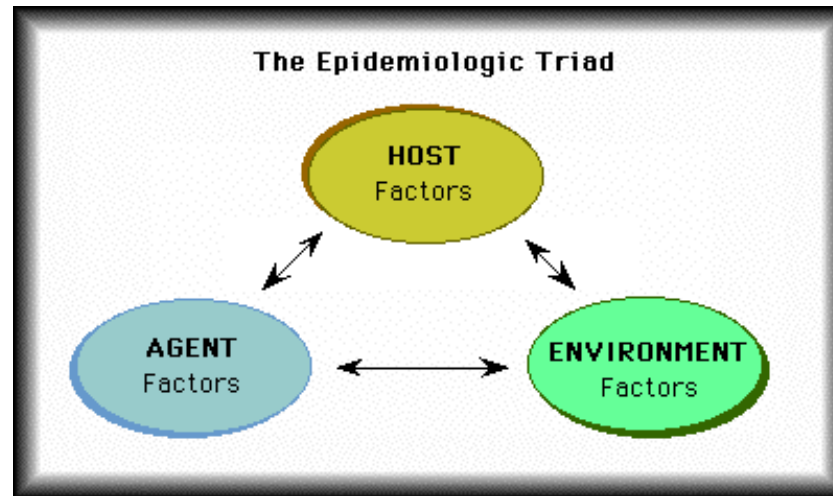 The Epidemiologic Triad
HOST
Factors
AGENT
Factors
ENVIRONMENT
Factors